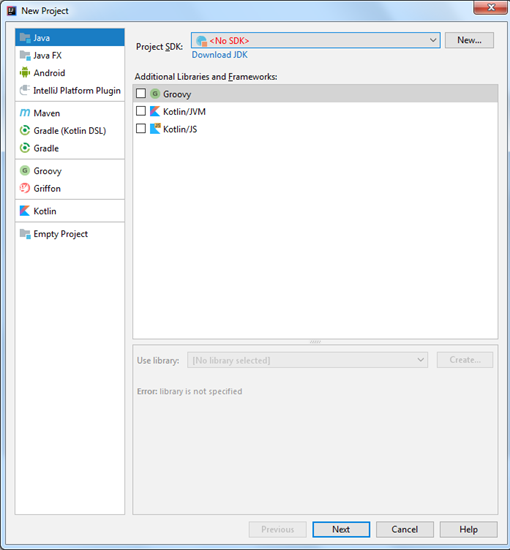 New Project
Java
Java FX
Android
IntelliJ Platform Plugin
Maven
Gradle (Kotlin DSL)
Gradle
Groovy
Griffon
Kotlin
Empty Project
Project SDK: <No SDK> New...
Download JDK
Additional Libraries and Frameworks:
Groovy
Kotlin/JVM
Kotlin/JS
Use library: [No library selected] Create...
Error: library is not specified
Previous Next Cancel Help